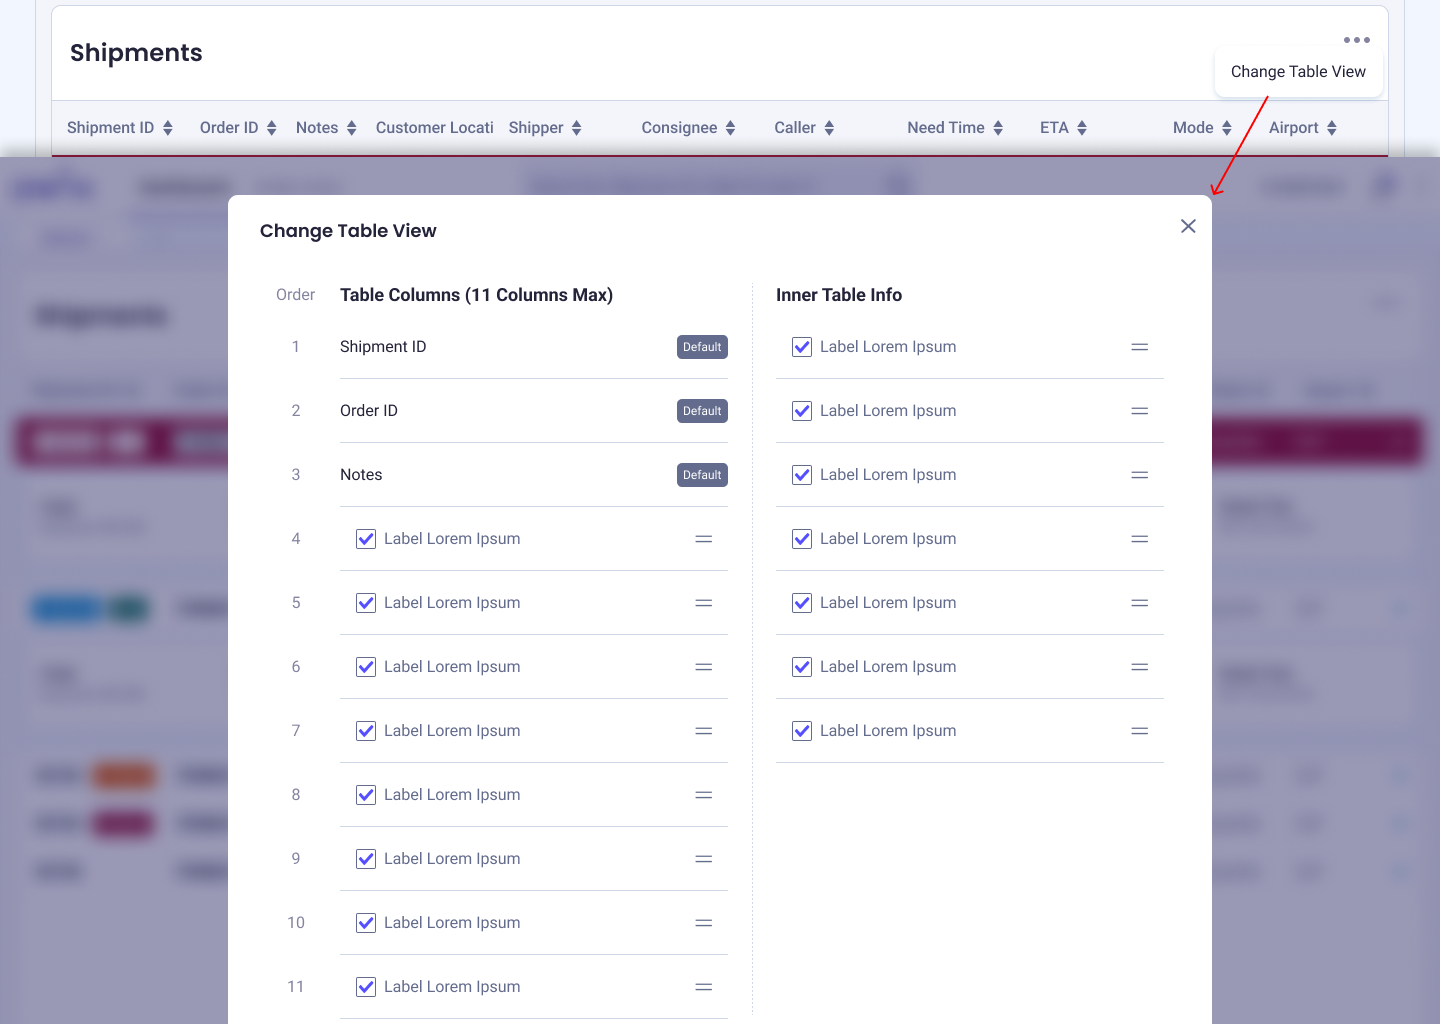 Shipments
Change Table View
Shipment ID Order ID Notes Customer Locati Shipper Consignee Caller Need Time ETA Mode Airport
Change Table View
Order Table Columns (11 Columns Max) Inner Table Info
1 Shipment ID Default Label Lorem Ipsum
2 Order ID Default Label Lorem Ipsum
3 Notes Default Label Lorem Ipsum
4 Label Lorem Ipsum Label Lorem Ipsum
5 Label Lorem Ipsum Label Lorem Ipsum
6 Label Lorem Ipsum Label Lorem Ipsum
7 Label Lorem Ipsum Label Lorem Ipsum
8 Label Lorem Ipsum
9 Label Lorem Ipsum
10 Label Lorem Ipsum
11 Label Lorem Ipsum
Shipments